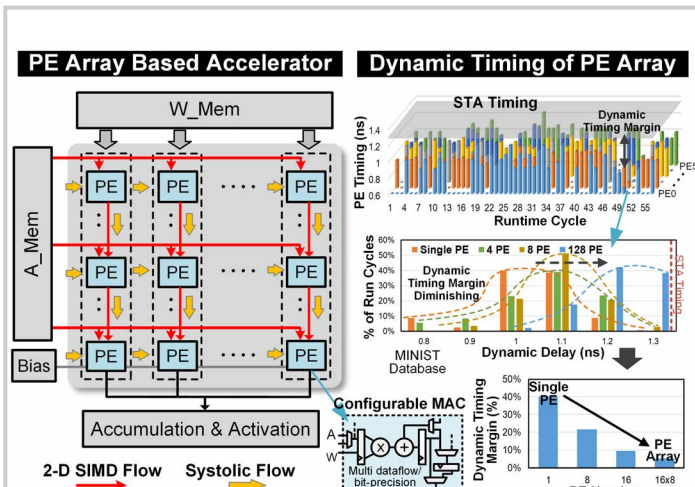 PE Array Based Accelerator
W_Mem
A_Mem
PE PE PE
PE PE PE
PE PE PE
Bias
Accumulation & Activation
2-D SIMD Flow Systolic Flow
Configurable MAC
A
W
Multi dataflow/
bit-precision
Dynamic Timing of PE Array
STA Timing
Dynamic
Timing Margin
PE Timing (ns)
1.4
1.2
1
0.8
0.6
1 4 7 10 13 16 19 22 25 28 31 34 37 40 43 46 49 52 55
Runtime Cycle
PE0
% of Run Cycles
60%
50%
40%
30%
20%
10%
0%
Single PE 4 PE 8 PE 128 PE
Dynamic
Timing Margin
Diminishing
STA Timing
0.8 0.9 1.0 1.1 1.2 1.3
Dynamic Delay (ns)
MINIST
Database
Dynamic Timing
Margin (%)
50%
40%
30%
20%
10%
0%
Single
PE
PE
Array
1 8 16 16x8